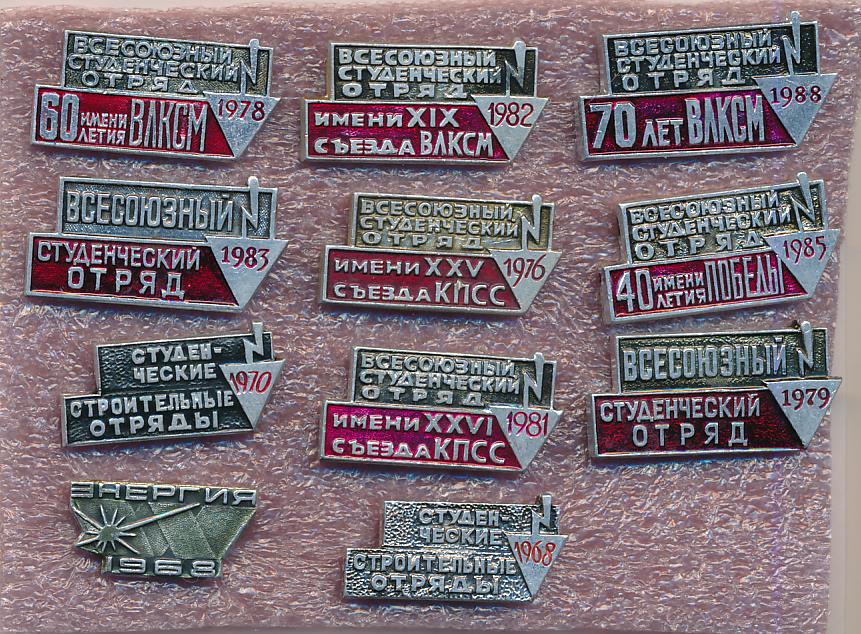 ВСЕСОЮЗНЫЙ
СТУДЕНЧЕСКИЙ
ОТРЯД
60 ИМЕНИ
ЛЕТИЯ ВЛКСМ
1978
ВСЕСОЮЗНЫЙ
СТУДЕНЧЕСКИЙ
ОТРЯД
ИМЕНИ XIX
СЪЕЗДА ВЛКСМ
1982
ВСЕСОЮЗНЫЙ
СТУДЕНЧЕСКИЙ
ОТРЯД
70 ЛЕТ ВЛКСМ
1988
ВСЕСОЮЗНЫЙ
СТУДЕНЧЕСКИЙ
ОТРЯД
1983
ВСЕСОЮЗНЫЙ
СТУДЕНЧЕСКИЙ
ОТРЯД
ИМЕНИ XXV
СЪЕЗДА КПСС
1976
ВСЕСОЮЗНЫЙ
СТУДЕНЧЕСКИЙ
ОТРЯД
40 ИМЕНИ
ЛЕТИЯ ПОБЕДЫ
1985
СТУДЕН-
ЧЕСКИЕ
СТРОИТЕЛЬНЫЕ
ОТРЯДЫ
1970
ВСЕСОЮЗНЫЙ
СТУДЕНЧЕСКИЙ
ОТРЯД
ИМЕНИ XXVI
СЪЕЗДА КПСС
1981
ВСЕСОЮЗНЫЙ
СТУДЕНЧЕСКИЙ
ОТРЯД
1979
ЭНЕРГИЯ
1968
СТУДЕН-
ЧЕСКИЕ
СТРОИТЕЛЬНЫЕ
ОТРЯДЫ
1968